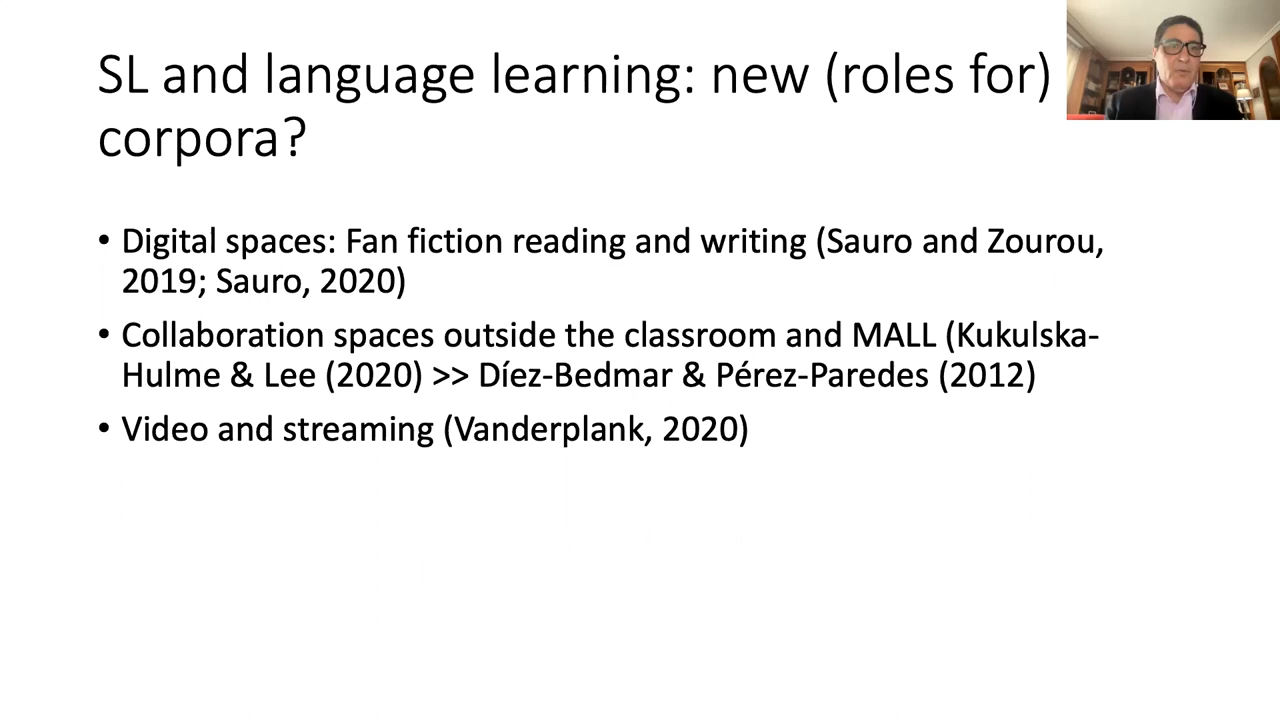 SL and language learning: new (roles for)
corpora?
• Digital spaces: Fan fiction reading and writing (Sauro and Zourou,
2019; Sauro, 2020)
• Collaboration spaces outside the classroom and MALL (Kukulska-
Hulme & Lee (2020) >> Díez-Bedmar & Pérez-Paredes (2012)
• Video and streaming (Vanderplank, 2020)